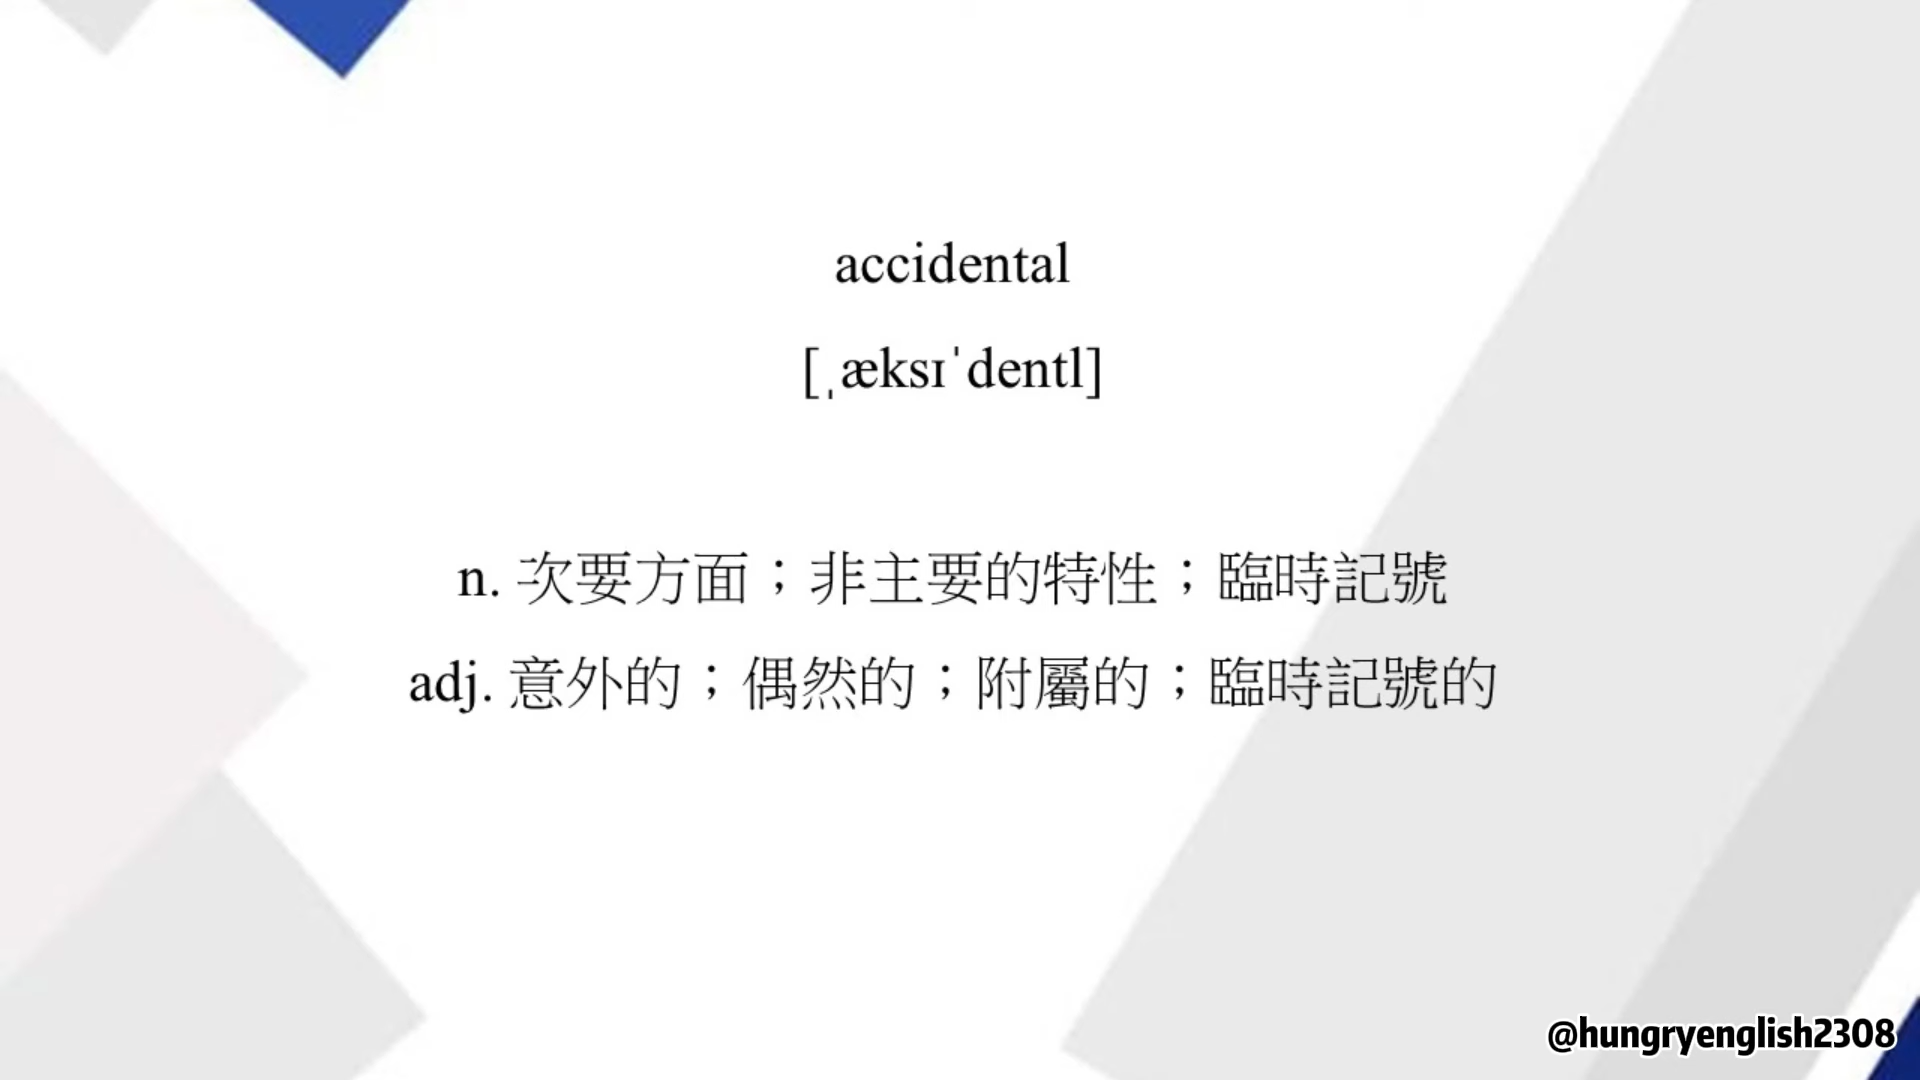 accidental
[ˌæksɪˈdentl]
n. 次要方面；非主要的特性；臨時記號
adj. 意外的；偶然的；附屬的；臨時記號的
@hungryenglish2308